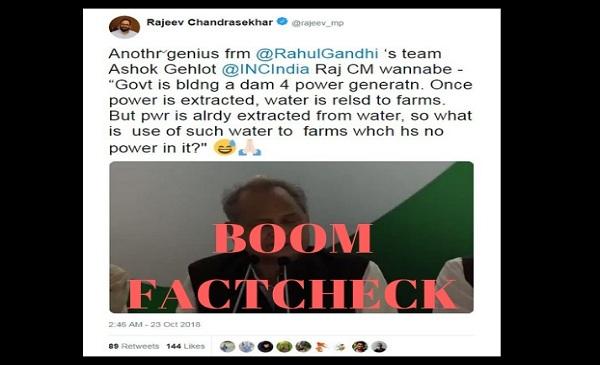 Rajeev Chandrasekhar @rajeev_mp
Anothr genius frm @RahulGandhi 's team
Ashok Gehlot @INCIndia Raj CM wannabe -
"Govt is bldng a dam 4 power generatn. Once
power is extracted, water is relsd to farms.
But pwr is alrdy extracted from water, so what
is use of such water to farms whch hs no
power in it?" 😅🙏🏻
BOOM
FACTCHECK
2:46 AM - 23 Oct 2018
89 Retweets 144 Likes